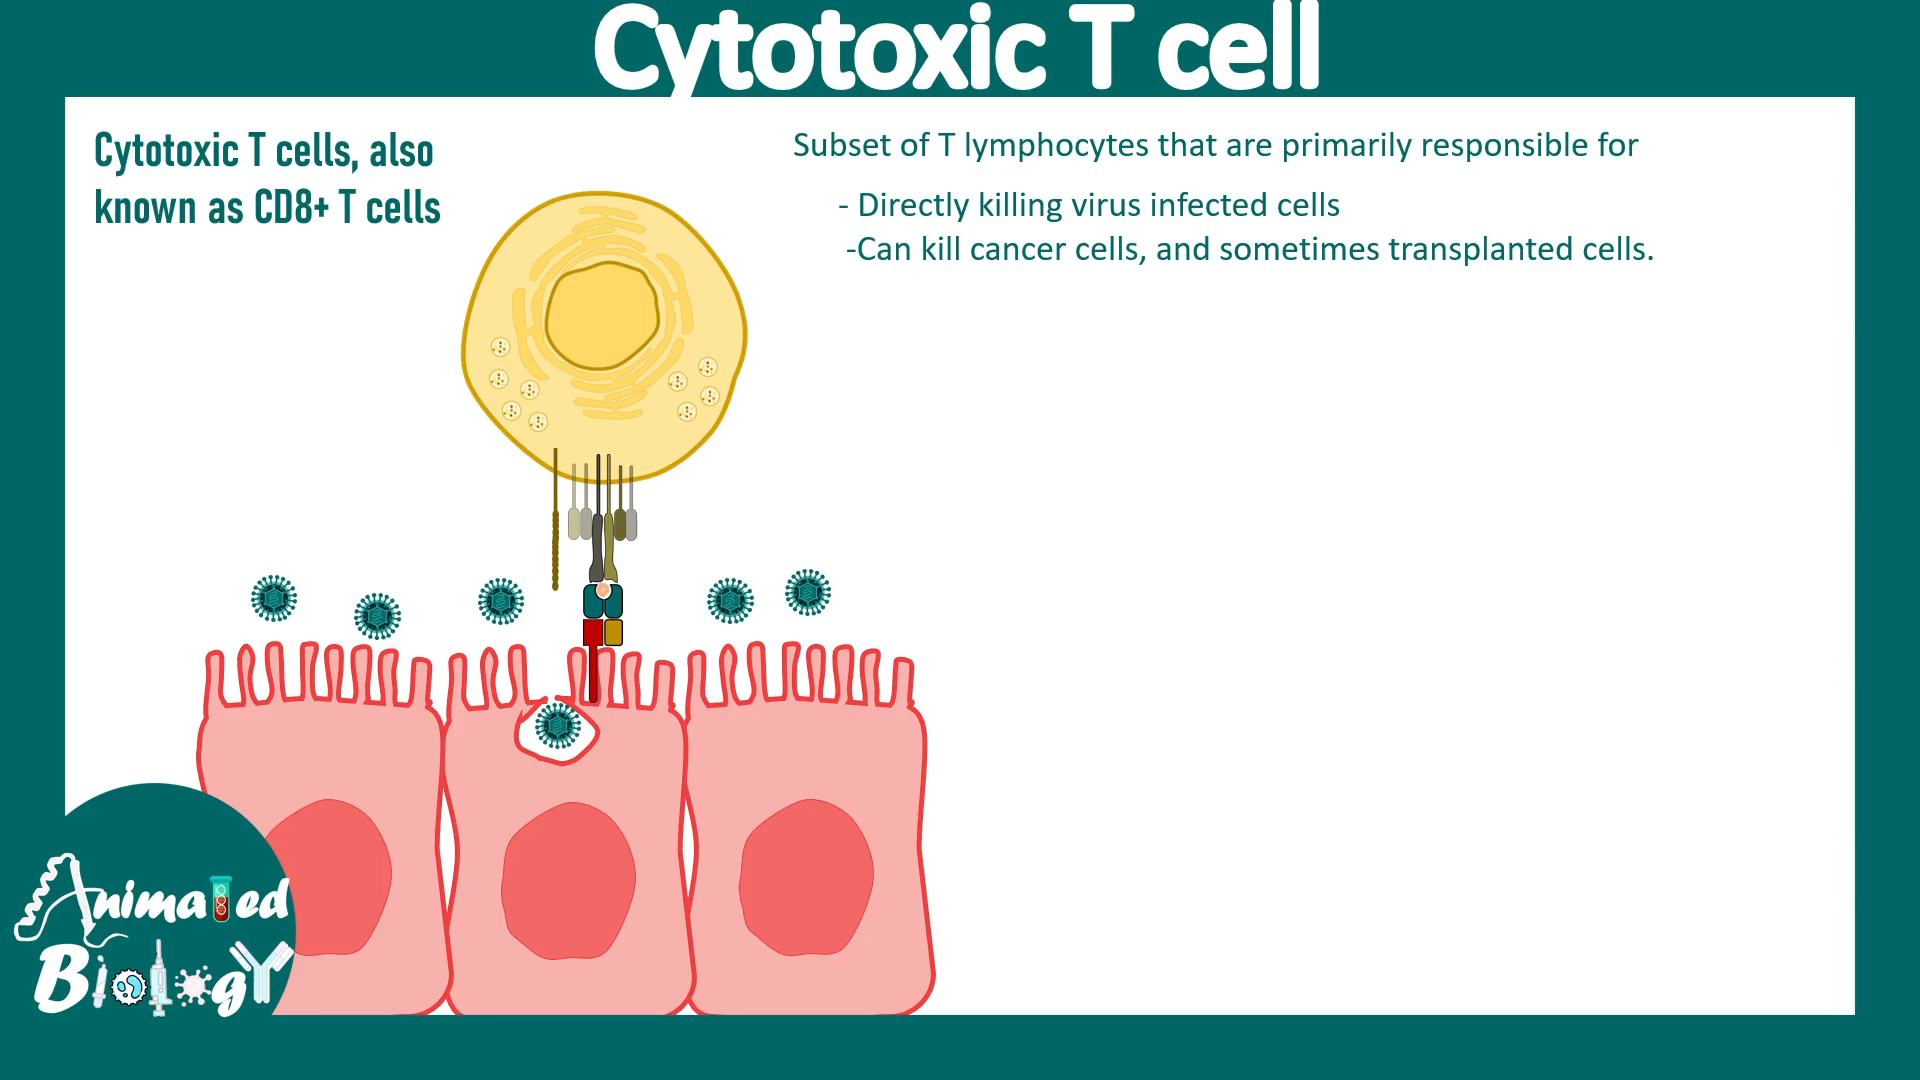 Cytotoxic T cell
Cytotoxic T cells, also
known as CD8+ T cells
Subset of T lymphocytes that are primarily responsible for
- Directly killing virus infected cells
-Can kill cancer cells, and sometimes transplanted cells.
Animated
Biology